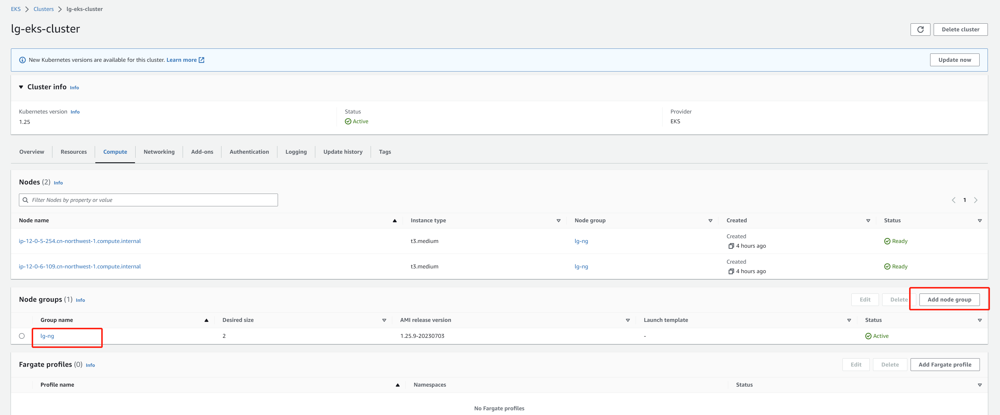 EKS > Clusters > lg-eks-cluster
lg-eks-cluster
Delete cluster
New Kubernetes versions are available for this cluster. Learn more
Update now
Cluster info Info
Kubernetes version Info
1.25
Status
Active
Provider
EKS
Overview Resources Compute Networking Add-ons Authentication Logging Update history Tags
Nodes (2) Info
Filter Nodes by property or value
1
Node name Instance type Node group Created Status
ip-12-0-5-254.cn-northwest-1.compute.internal t3.medium lg-ng Created 4 hours ago Ready
ip-12-0-6-109.cn-northwest-1.compute.internal t3.medium lg-ng Created 4 hours ago Ready
Node groups (1) Info
Edit Delete Add node group
Group name Desired size AMI release version Launch template Status
lg-ng 2 1.25.9-20230703 - Active
Fargate profiles (0) Info
Edit Delete Add Fargate profile
Profile name Namespaces Status
No Fargate profiles